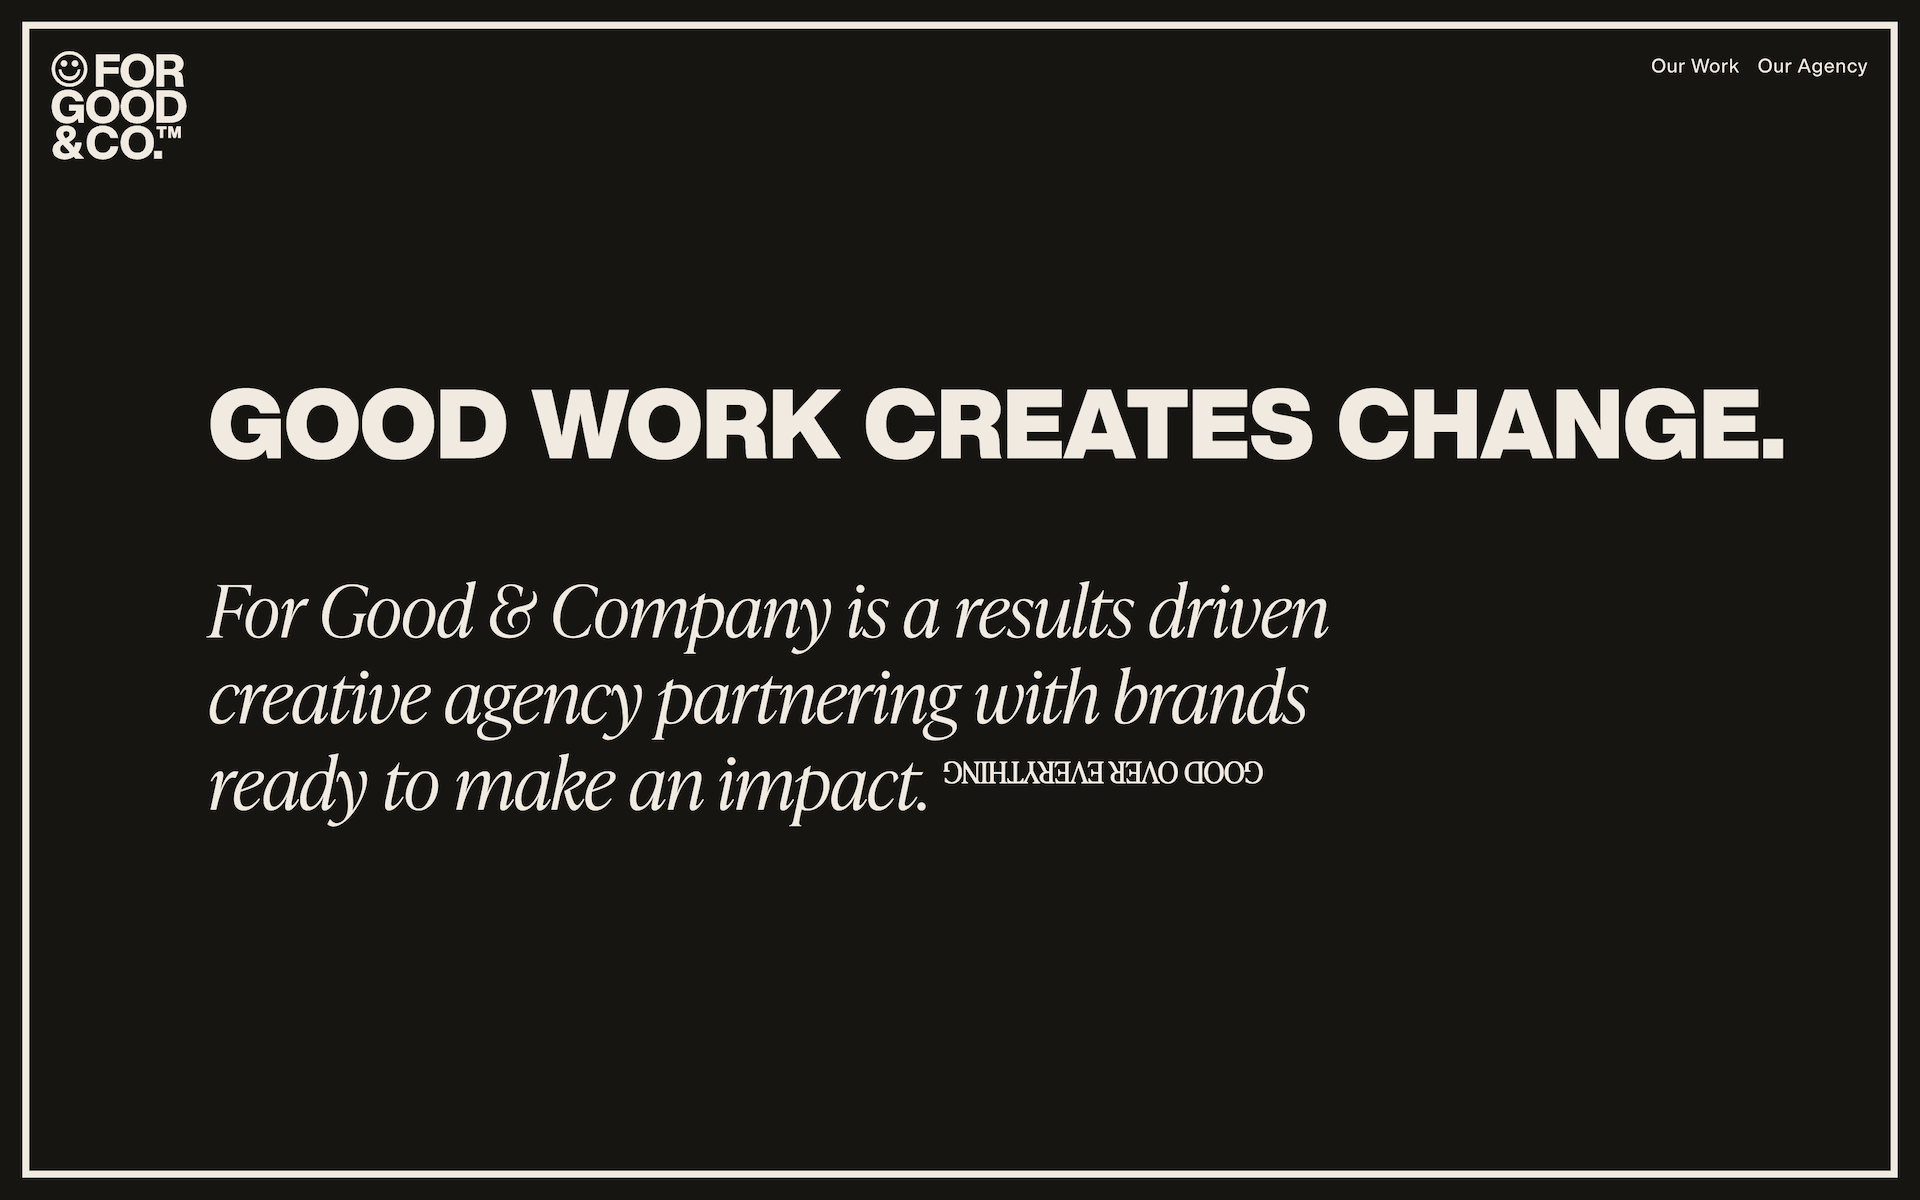 FOR
GOOD
&CO.™
Our Work
Our Agency
GOOD WORK CREATES CHANGE.
For Good & Company is a results driven
creative agency partnering with brands
ready to make an impact. GOOD OVER EVERYTHING